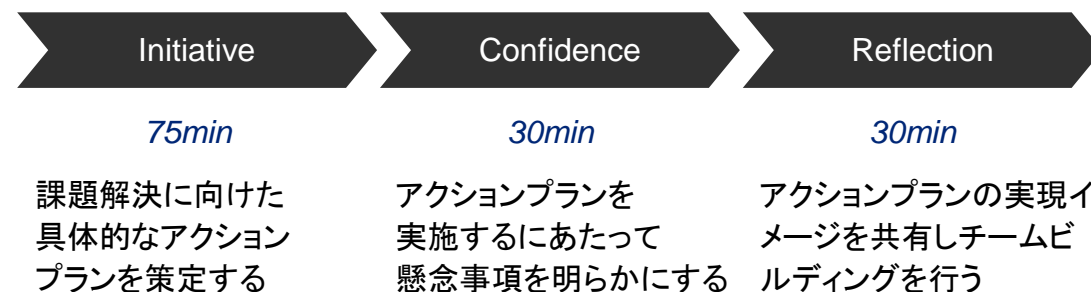 Initiative
Confidence
Reflection
75min
30min
30min
課題解決に向けた
具体的なアクション
プランを策定する
アクションプランを
実施するにあたって
懸念事項を明らかにする
アクションプランの実現イ
メージを共有しチームビ
ルディングを行う